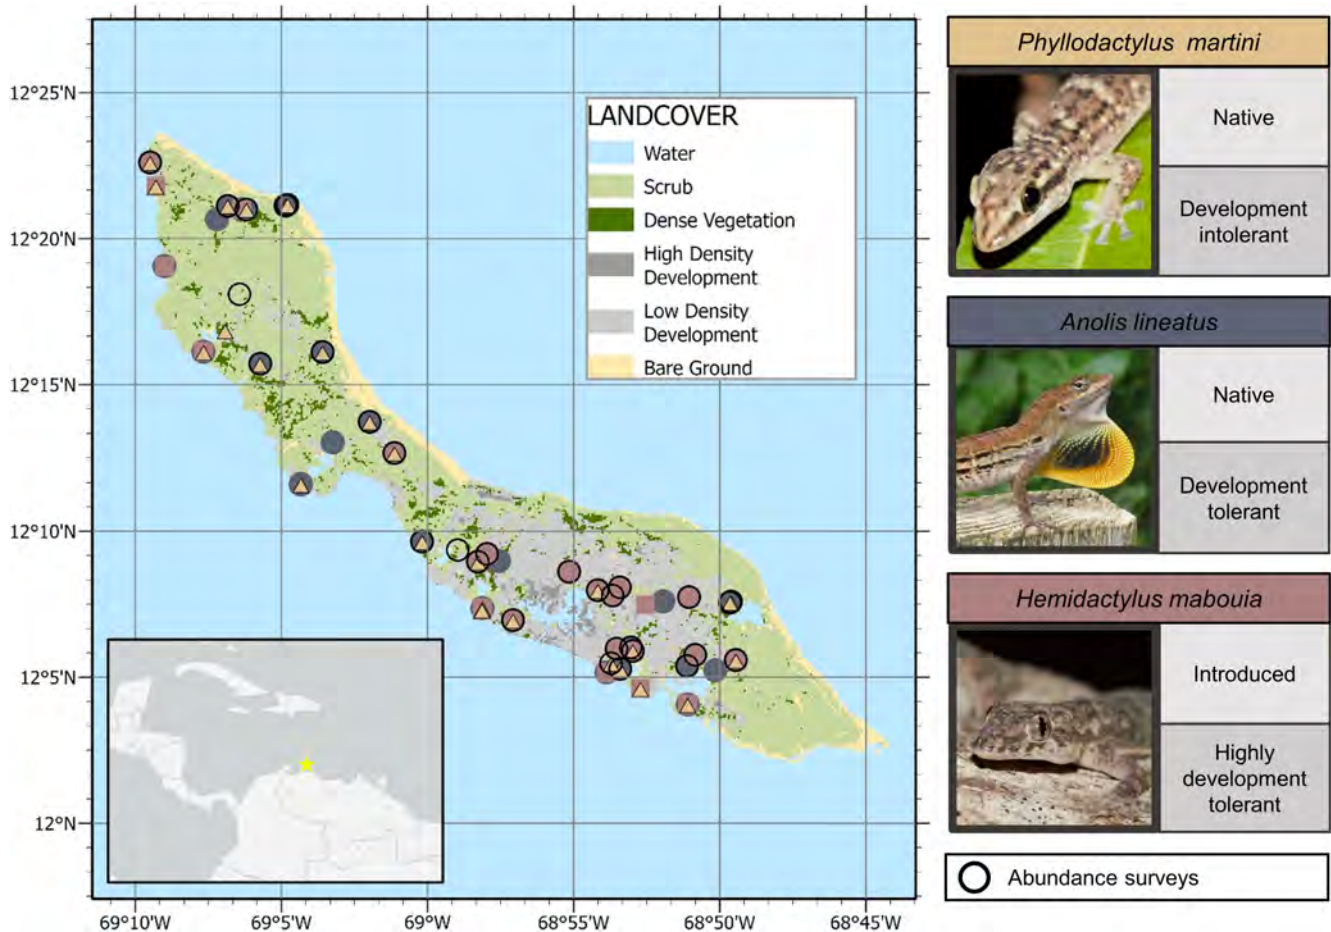 12°25'N
12°20'N
12°15'N
12°10'N
12°5'N
12°N
69°10'W
69°5'W
69°W
68°55'W
68°50'W
68°45'W
LANDCOVER
Water
Scrub
Dense Vegetation
High Density
Development
Low Density
Development
Bare Ground
Phyllodactylus martini
Native
Development
intolerant
Anolis lineatus
Native
Development
tolerant
Hemidactylus mabouia
Introduced
Highly
development
tolerant
Abundance surveys